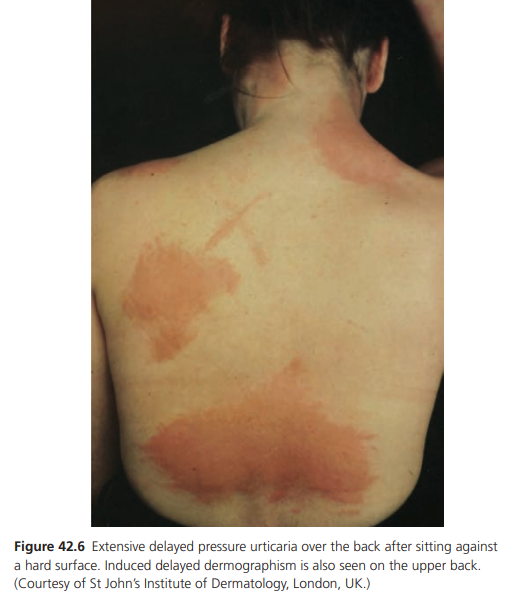 Figure 42.6 Extensive delayed pressure urticaria over the back after sitting against
a hard surface. Induced delayed dermographism is also seen on the upper back.
(Courtesy of St John’s Institute of Dermatology, London, UK.)